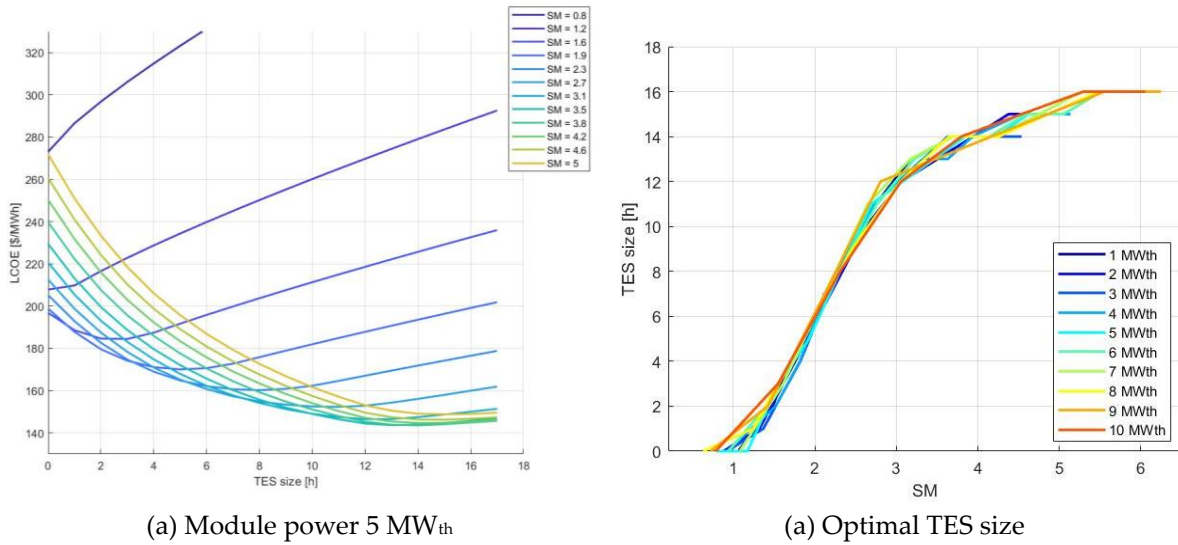 SM = 0.8
SM = 1.2
SM = 1.6
SM = 1.9
SM = 2.3
SM = 2.7
SM = 3.1
SM = 3.5
SM = 3.8
SM = 4.2
SM = 4.6
SM = 5
320
300
280
260
240
220
200
180
160
140
LCOE [$/MWh]
0 2 4 6 8 10 12 14 16 18
TES size [h]
(a) Module power 5 MWth
18
16
14
12
10
8
6
4
2
0
TES size [h]
1 MWth
2 MWth
3 MWth
4 MWth
5 MWth
6 MWth
7 MWth
8 MWth
9 MWth
10 MWth
1 2 3 4 5 6
SM
(a) Optimal TES size